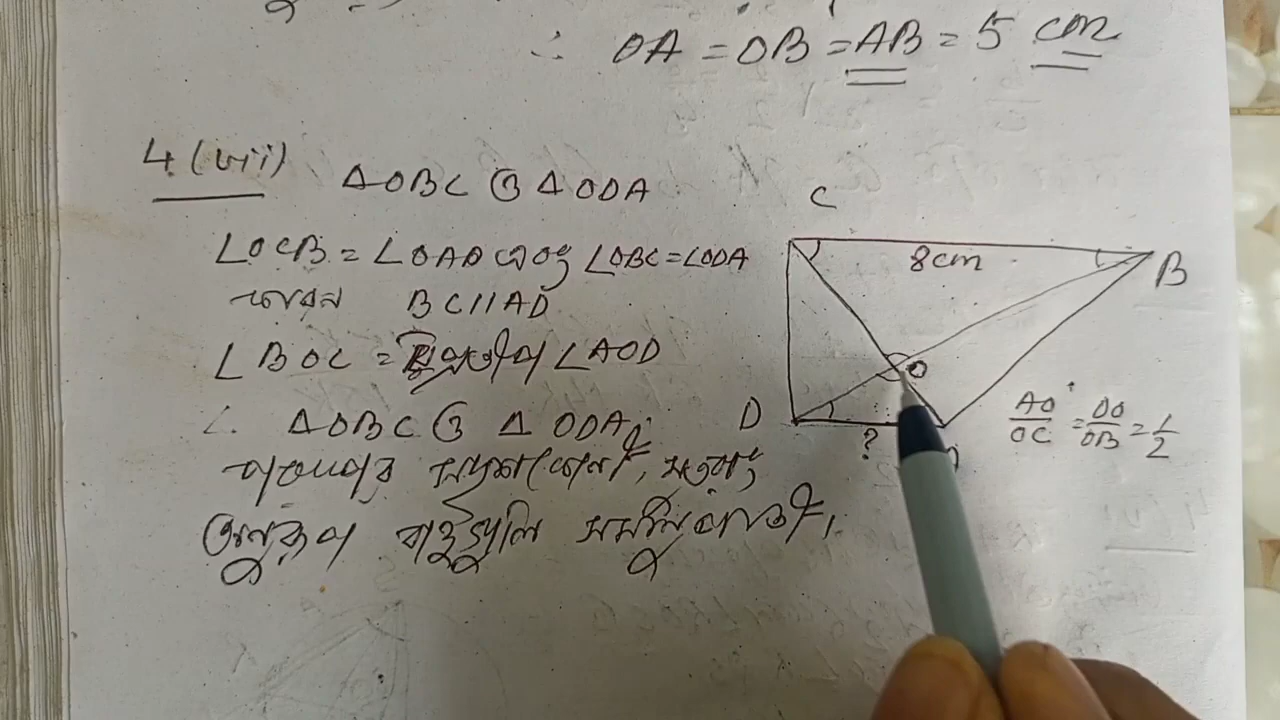 ∴ OA = OB = AB = 5 cm
4(vii) ΔOBC ও ΔODA
∠OCB = ∠OAD এবং ∠OBC = ∠ODA
যেহেতু BC // AD
∠BOC = বিপ্রতীপ ∠AOD
∴ ΔOBC ও ΔODA
পরস্পর সদৃশকোণী, সুতরাং
অনুরূপ বাহুগুলি সমানুপাতী,
C
8cm
B
O
D
?
AO/OC = DO/OB = 1/2